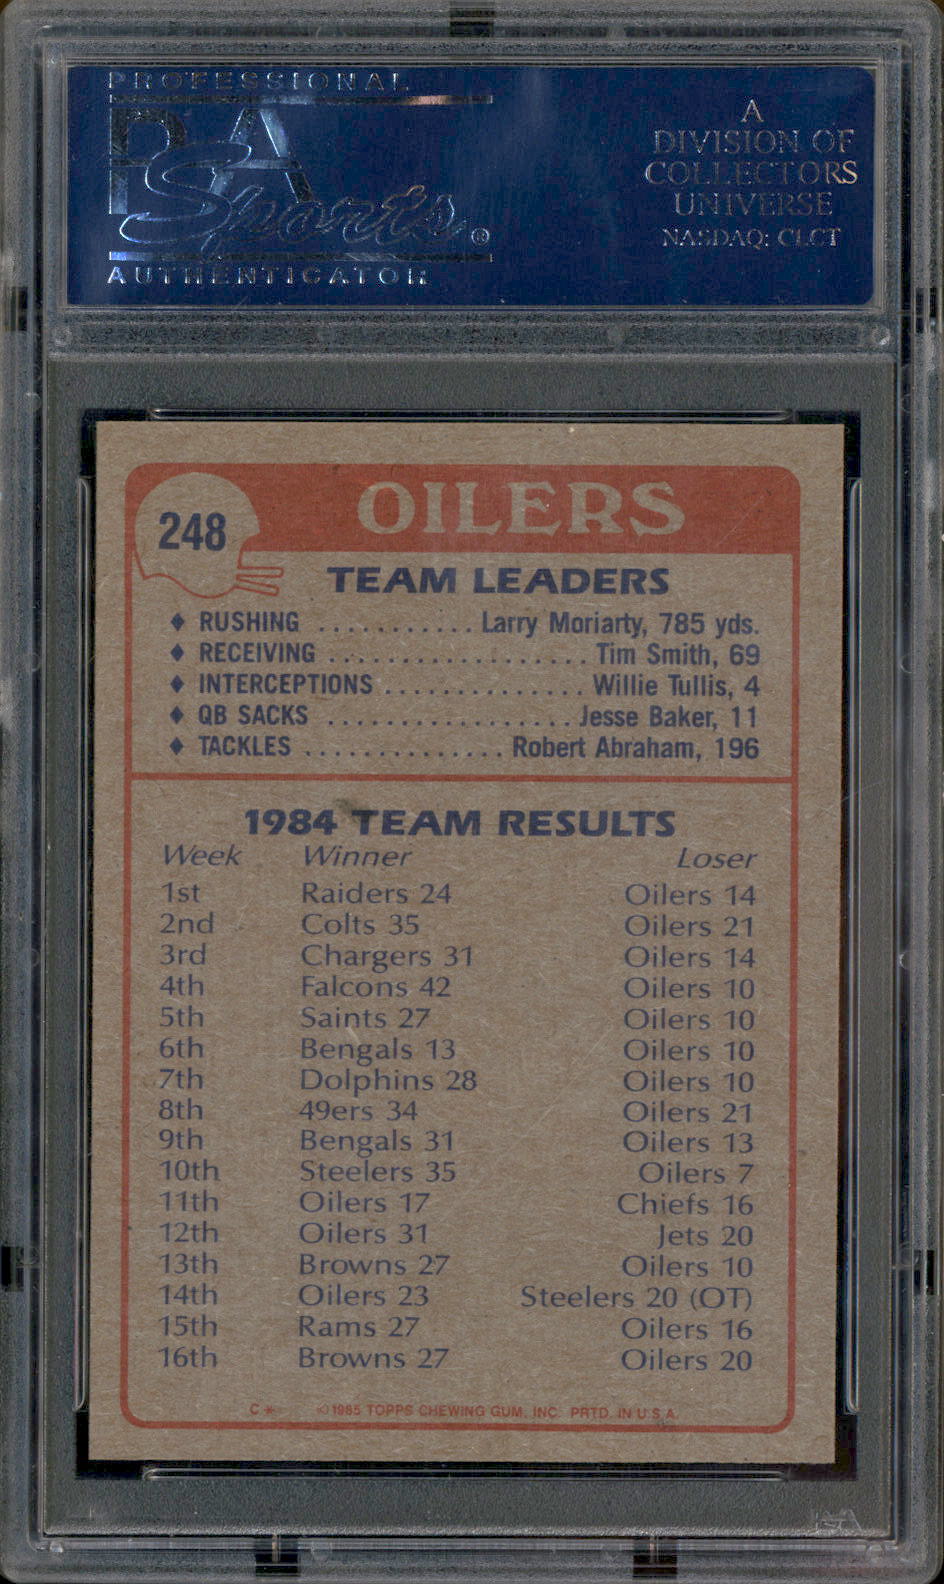 PROFESSIONAL
PSA
Sports ®
AUTHENTICATOR
A
DIVISION OF
COLLECTORS
UNIVERSE
NASDAQ: CLCT
248
OILERS
TEAM LEADERS
♦ RUSHING ........... Larry Moriarty, 785 yds.
♦ RECEIVING .................. Tim Smith, 69
♦ INTERCEPTIONS .............. Willie Tullis, 4
♦ QB SACKS ................. Jesse Baker, 11
♦ TACKLES .............. Robert Abraham, 196
1984 TEAM RESULTS
Week Winner Loser
1st Raiders 24 Oilers 14
2nd Colts 35 Oilers 21
3rd Chargers 31 Oilers 14
4th Falcons 42 Oilers 10
5th Saints 27 Oilers 10
6th Bengals 13 Oilers 10
7th Dolphins 28 Oilers 10
8th 49ers 34 Oilers 21
9th Bengals 31 Oilers 13
10th Steelers 35 Oilers 7
11th Oilers 17 Chiefs 16
12th Oilers 31 Jets 20
13th Browns 27 Oilers 10
14th Oilers 23 Steelers 20 (OT)
15th Rams 27 Oilers 16
16th Browns 27 Oilers 20
C* ©1985 TOPPS CHEWING GUM, INC. PRTD. IN U.S.A.
PSA